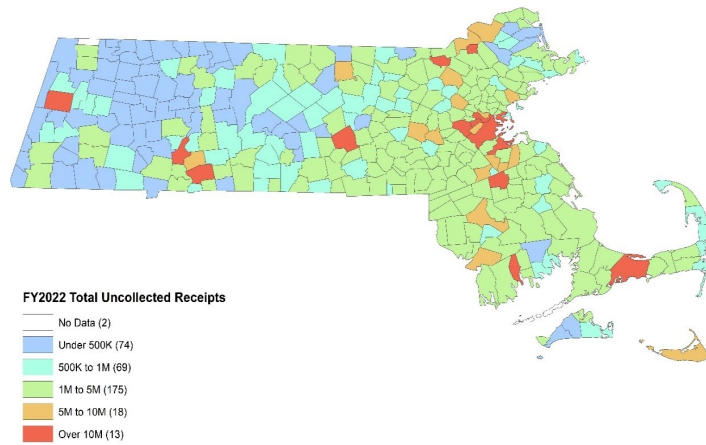 FY2022 Total Uncollected Receipts
No Data (2)
Under 500K (74)
500K to 1M (69)
1M to 5M (175)
5M to 10M (18)
Over 10M (13)